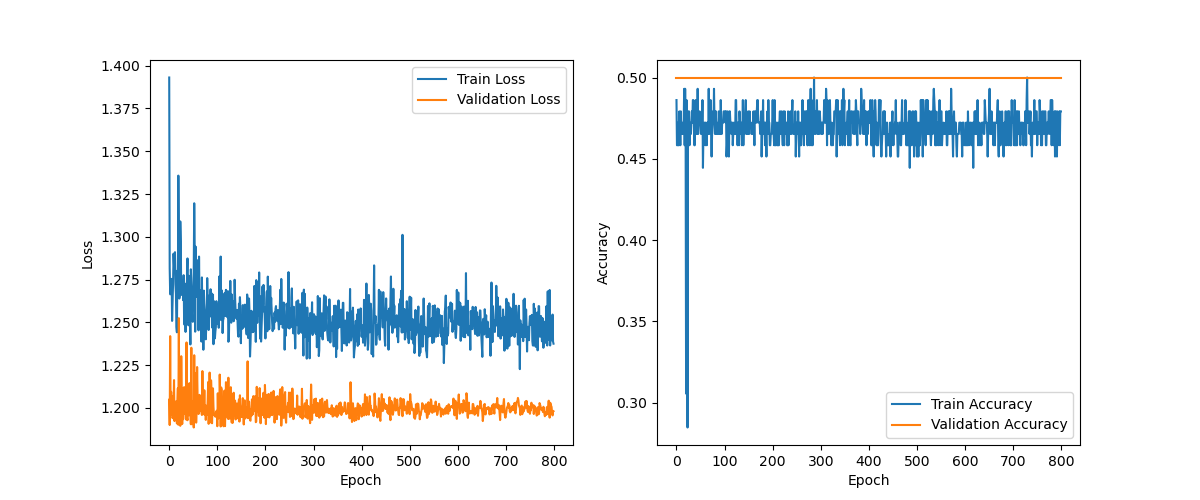 1.400
1.375
1.350
1.325
1.300
1.275
1.250
1.225
1.200
Loss
0 100 200 300 400 500 600 700 800
Epoch
Train Loss
Validation Loss
0.50
0.45
0.40
0.35
0.30
Accuracy
0 100 200 300 400 500 600 700 800
Epoch
Train Accuracy
Validation Accuracy